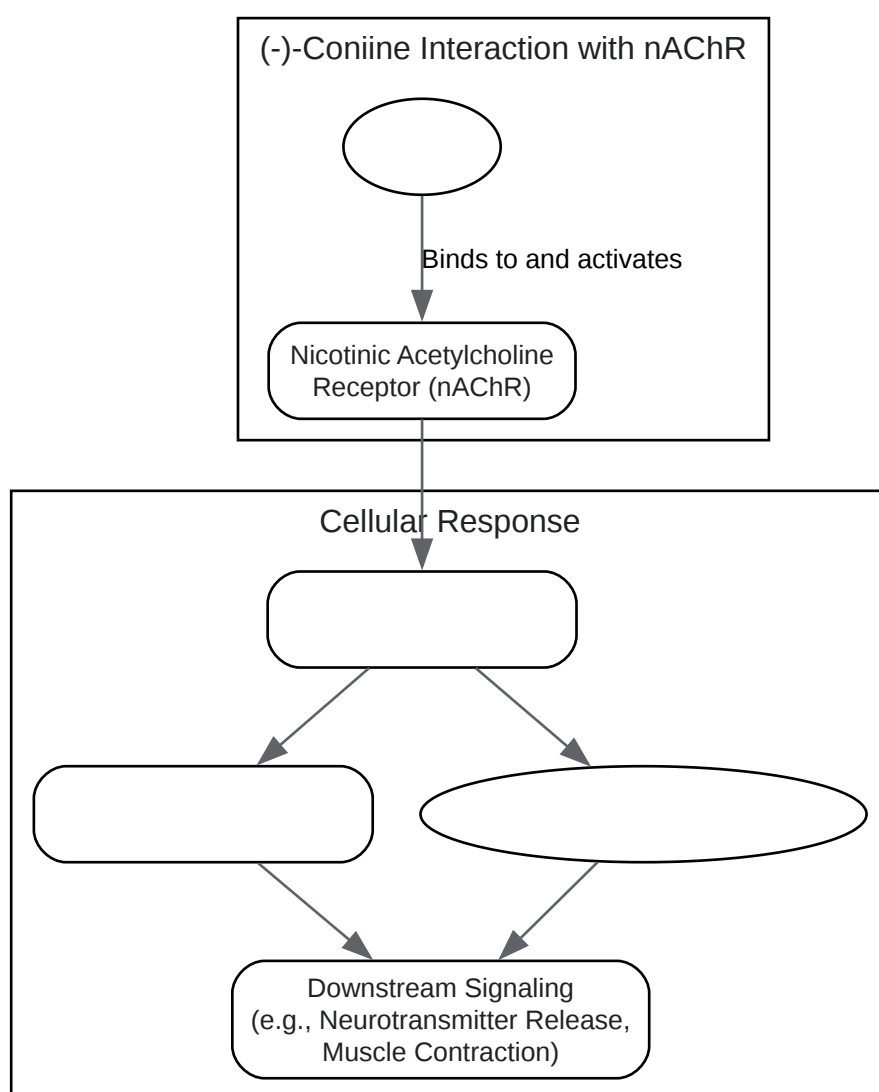 (-)-Coniine Interaction with nAChR
Binds to and activates
Nicotinic Acetylcholine
Receptor (nAChR)
Cellular Response
Downstream Signaling
(e.g., Neurotransmitter Release,
Muscle Contraction)